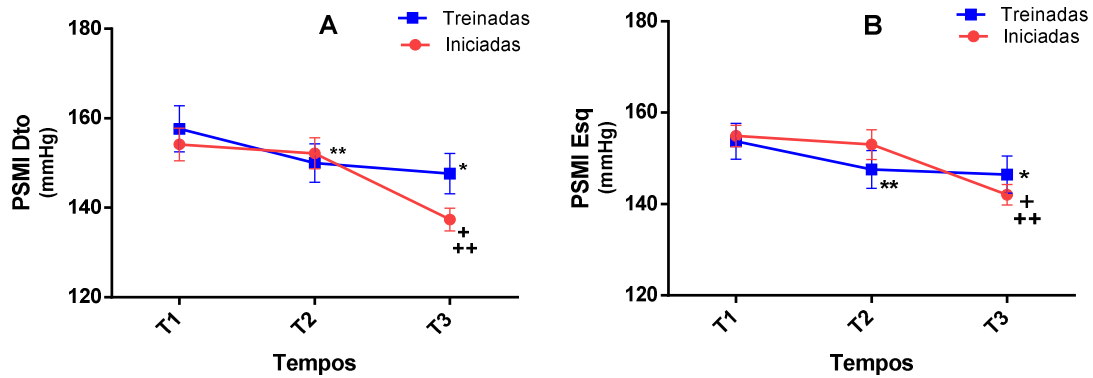 A
Treinadas
Iniciadas
PSMI Dto
(mmHg)
180
160
140
120
**
*
+
++
T1
T2
T3
Tempos
B
Treinadas
Iniciadas
PSMI Esq
(mmHg)
180
160
140
120
**
*
+
++
T1
T2
T3
Tempos